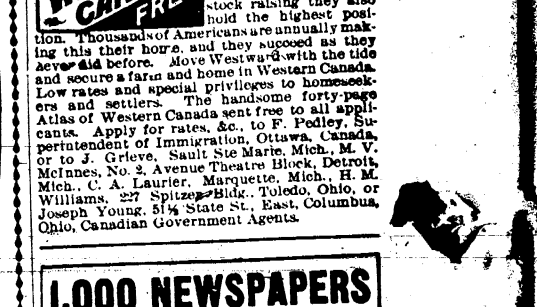 FREE
stock raising they also
hold the highest posi-
tion. Thousands of Americans are annually mak-
ing this their home, and they succeed as they
never did before. Move Westward with the tide
and secure a farm and home in Western Canada.
Low rates and special privileges to homeseek-
ers and settlers. The handsome forty-page
Atlas of Western Canada sent free to all appli-
cants. Apply for rates, &c., to F. Pedley, Su-
perintendent of Immigration, Ottawa, Canada,
or to J. Grieve, Sault Ste Marie, Mich., M. V.
McInnes, No. 2, Avenue Theatre Block, Detroit,
Mich., C. A. Laurier, Marquette, Mich., H. M.
Williams, 227 Spitzer Bldg., Toledo, Ohio, or
Joseph Young, 51½ State St., East, Columbus,
Ohio, Canadian Government Agents.
1,000 NEWSPAPERS